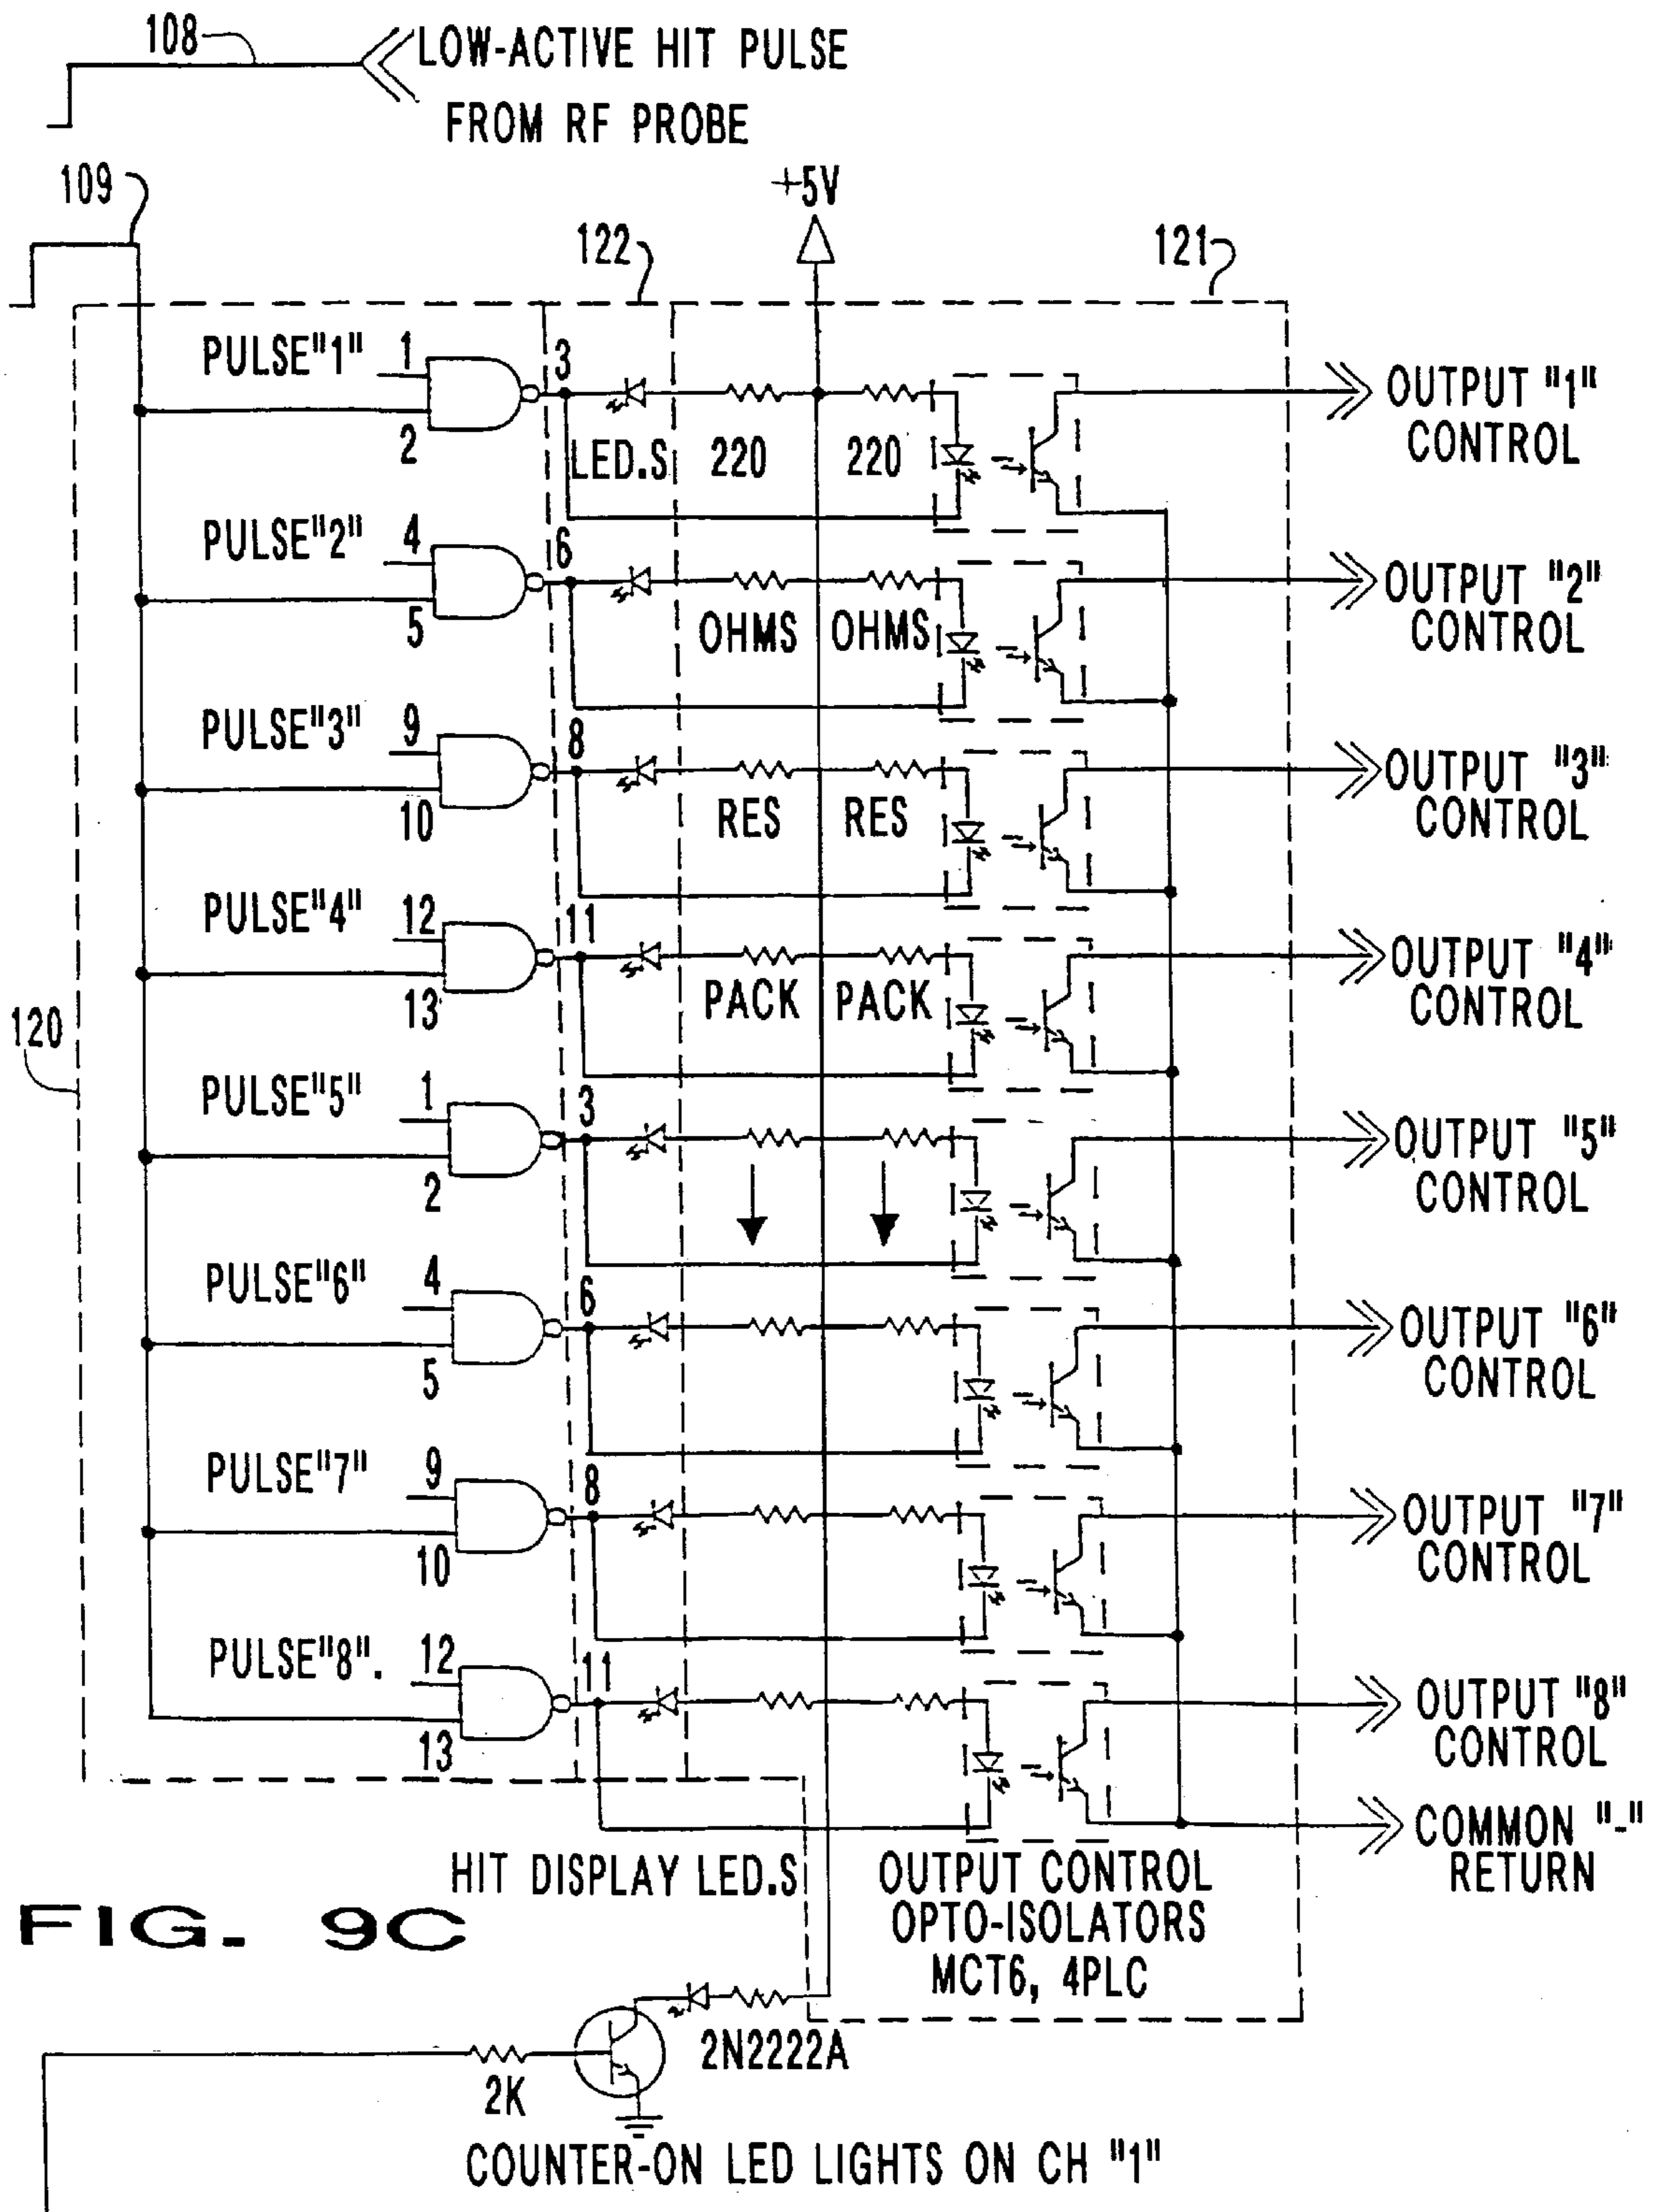 108
LOW-ACTIVE HIT PULSE
FROM RF PROBE
109
+5V
122
121
PULSE"1"
1
3
2
LED.S
220
220
OUTPUT "1"
CONTROL
PULSE"2"
4
6
5
OHMS
OHMS
OUTPUT "2"
CONTROL
PULSE"3"
9
8
10
RES
RES
OUTPUT "3"
CONTROL
PULSE"4"
12
11
13
PACK
PACK
OUTPUT "4"
CONTROL
120
PULSE"5"
1
3
2
OUTPUT "5"
CONTROL
PULSE"6"
4
6
5
OUTPUT "6"
CONTROL
PULSE"7"
9
8
10
OUTPUT "7"
CONTROL
PULSE"8".
12
11
13
OUTPUT "8"
CONTROL
COMMON "-"
RETURN
HIT DISPLAY LED.S
OUTPUT CONTROL
OPTO-ISOLATORS
MCT6, 4PLC
FIG. 9C
2N2222A
2K
COUNTER-ON LED LIGHTS ON CH "1"